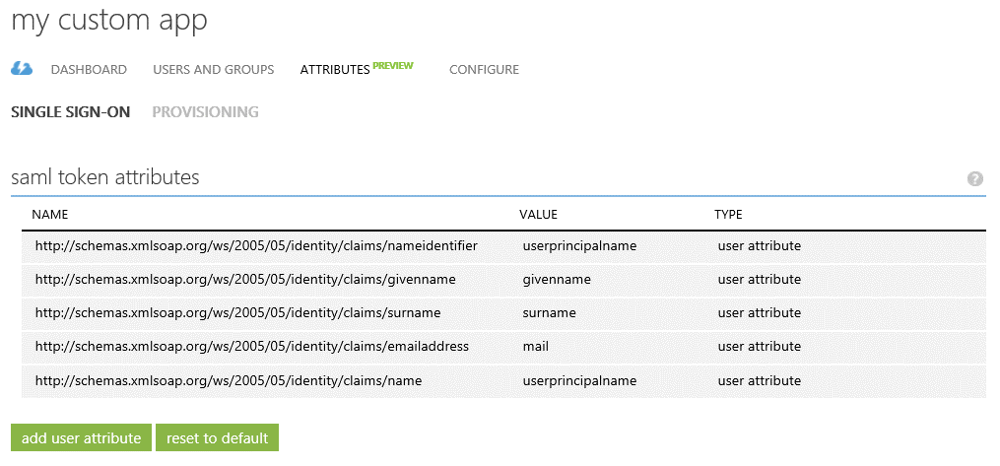 my custom app
DASHBOARD USERS AND GROUPS ATTRIBUTES PREVIEW CONFIGURE
SINGLE SIGN-ON PROVISIONING
saml token attributes ?
NAME VALUE TYPE
http://schemas.xmlsoap.org/ws/2005/05/identity/claims/nameidentifier userprincipalname user attribute
http://schemas.xmlsoap.org/ws/2005/05/identity/claims/givenname givenname user attribute
http://schemas.xmlsoap.org/ws/2005/05/identity/claims/surname surname user attribute
http://schemas.xmlsoap.org/ws/2005/05/identity/claims/emailaddress mail user attribute
http://schemas.xmlsoap.org/ws/2005/05/identity/claims/name userprincipalname user attribute
add user attribute reset to default